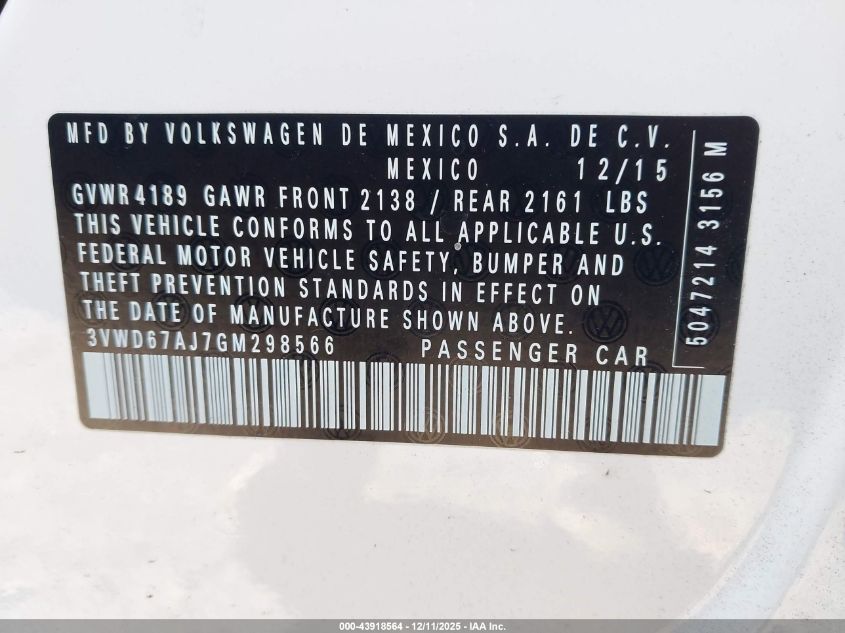 MFD BY VOLKSWAGEN DE MEXICO S.A. DE C.V.
MEXICO 12/15
GVWR 4189 GAWR FRONT 2138 / REAR 2161 LBS
THIS VEHICLE CONFORMS TO ALL APPLICABLE U.S.
FEDERAL MOTOR VEHICLE SAFETY, BUMPER AND
THEFT PREVENTION STANDARDS IN EFFECT ON
THE DATE OF MANUFACTURE SHOWN ABOVE.
3VWD67AJ7GM298566 PASSENGER CAR
5047214 3156 M
000-43918564 - 12/11/2025 - IAA Inc.